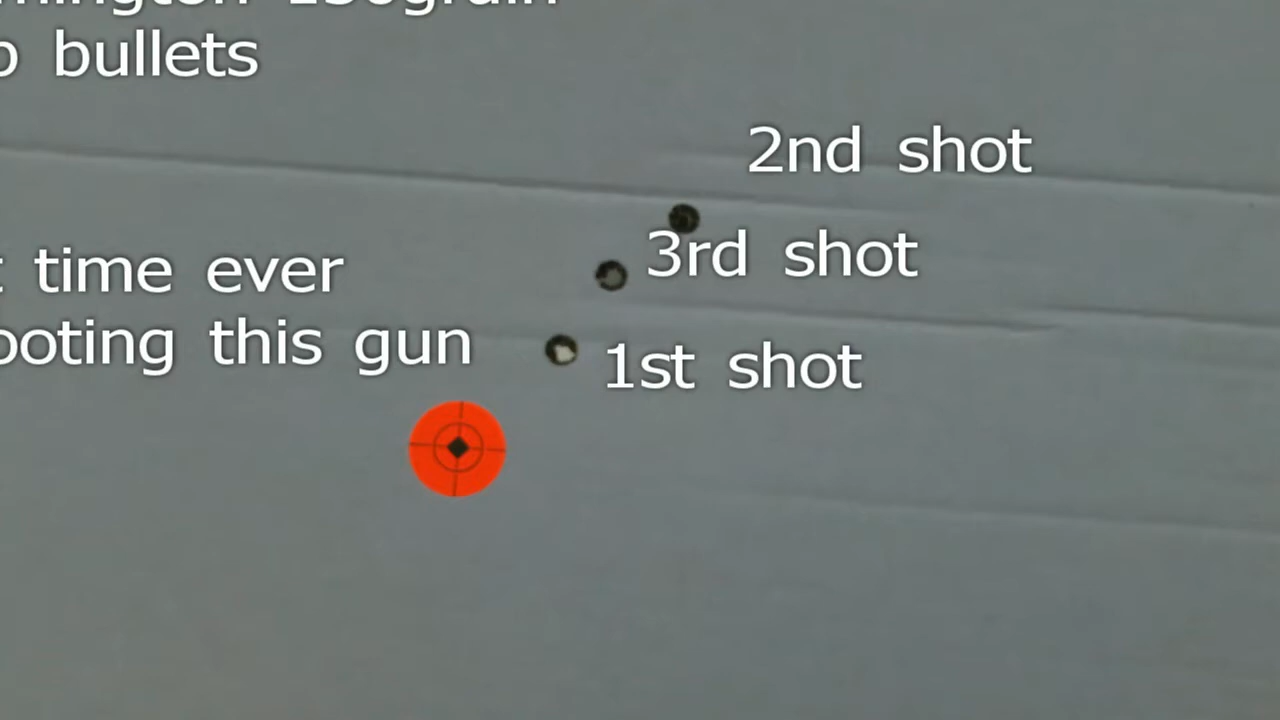 bullets
2nd shot
3rd shot
time ever
this gun
1st shot